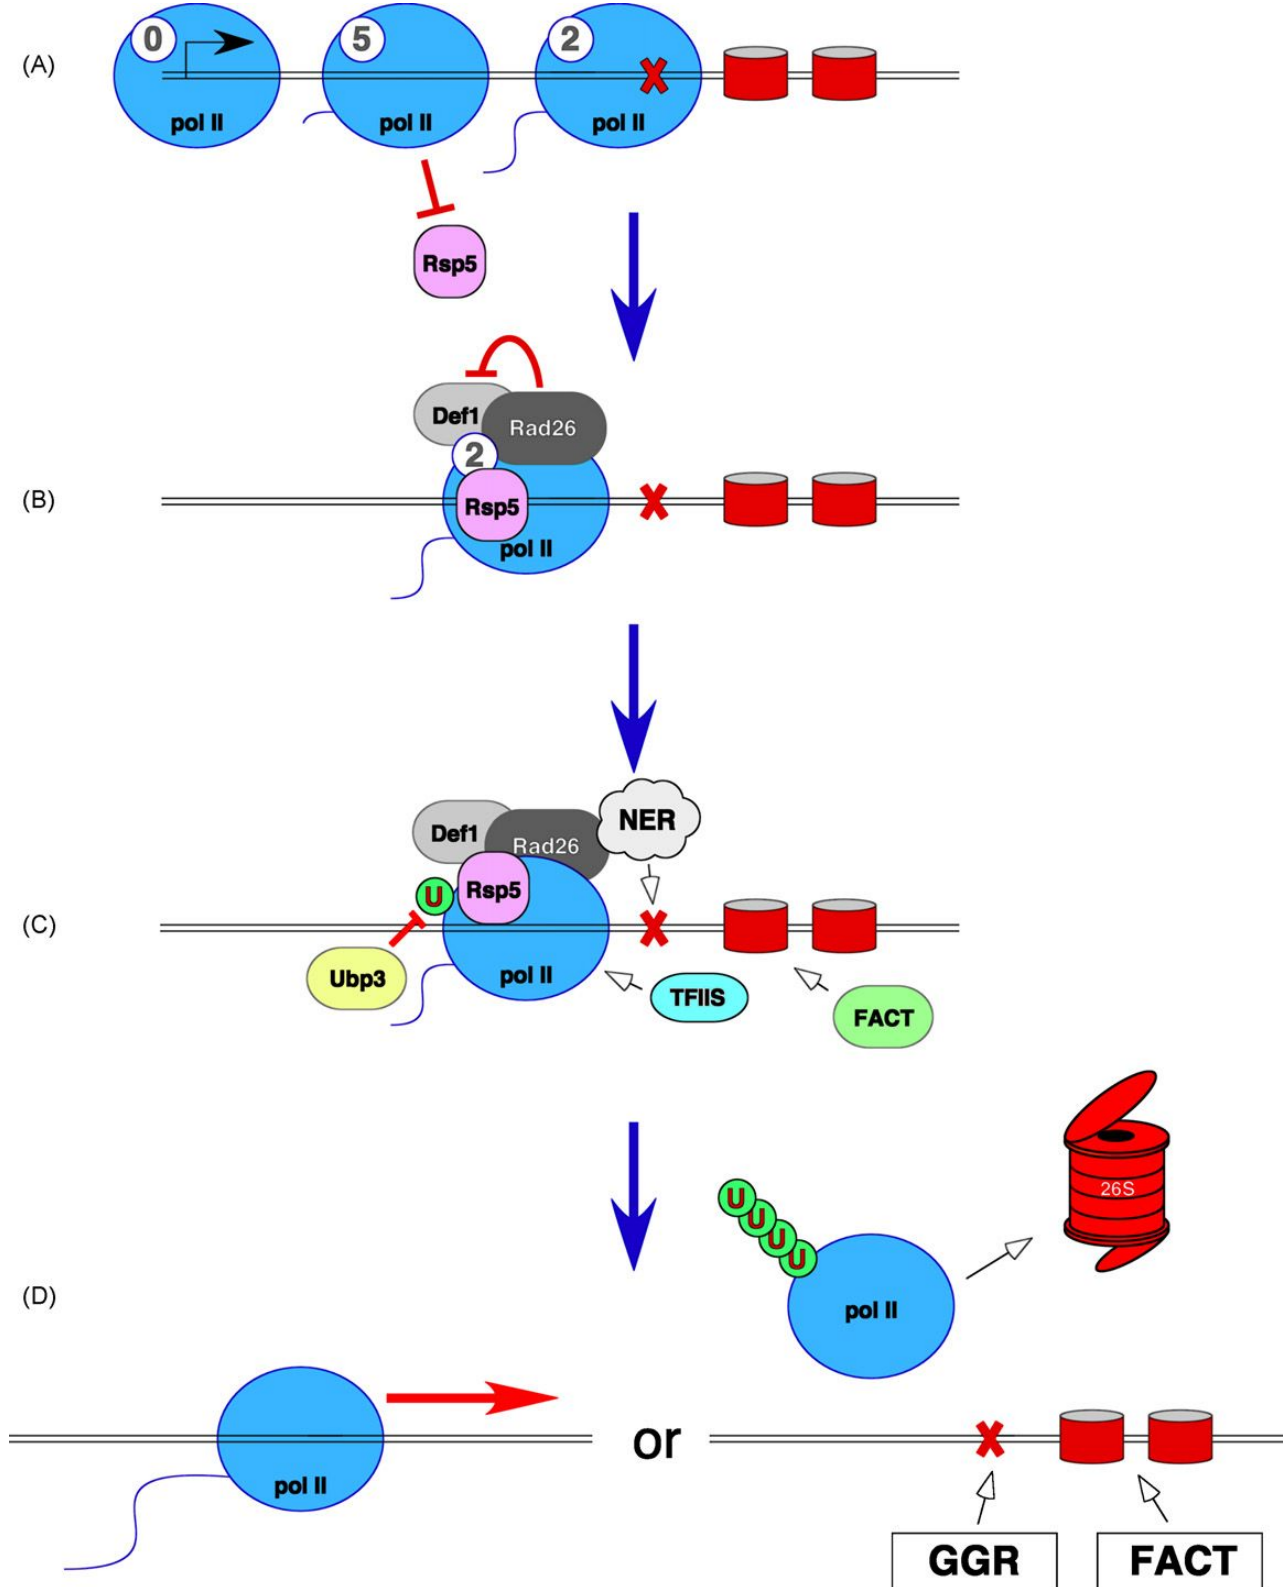 (A)
0
5
2
pol II
pol II
pol II
Rsp5
(B)
Def1
Rad26
2
Rsp5
pol II
(C)
NER
Def1
Rad26
Rsp5
U
Ubp3
pol II
TFIIS
FACT
(D)
26S
U
U
U
U
pol II
pol II
or
GGR
FACT